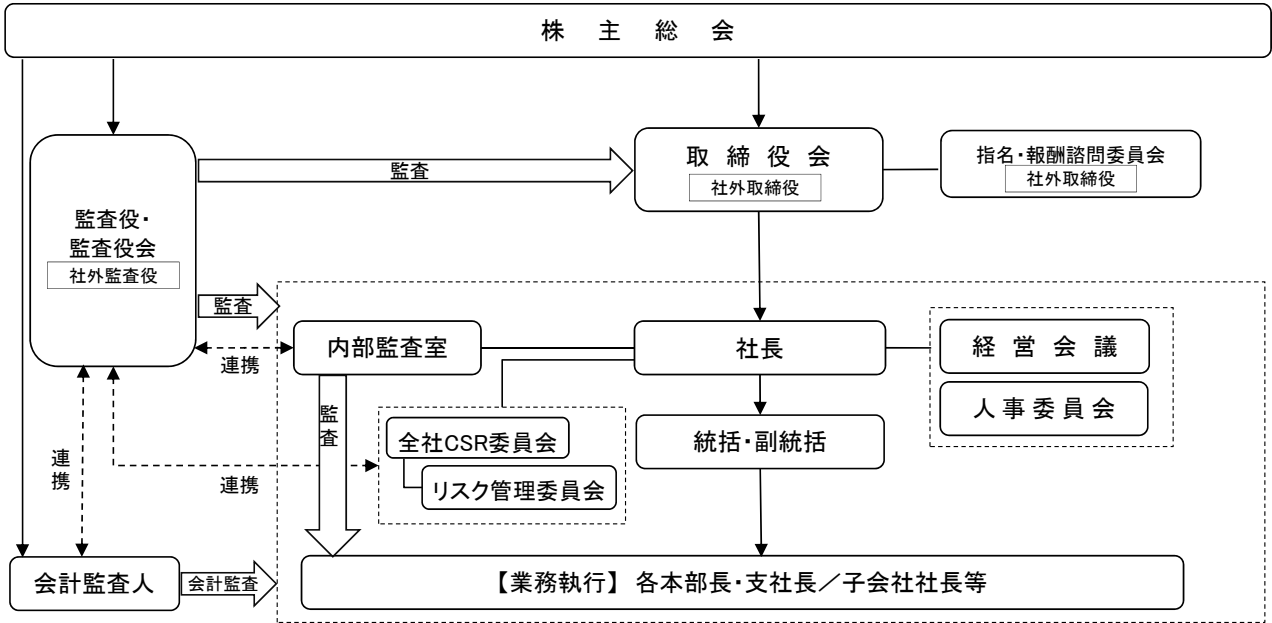 株 主 総 会
監査
取 締 役 会
社外取締役
指名・報酬諮問委員会
社外取締役
監査役・
監査役会
社外監査役
監査
内部監査室
社長
経 営 会 議
人 事 委 員 会
連携
監
査
全社CSR委員会
リスク管理委員会
統括・副統括
連
携
連携
会計監査人
会計監査
【業務執行】 各本部長・支社長／子会社社長等